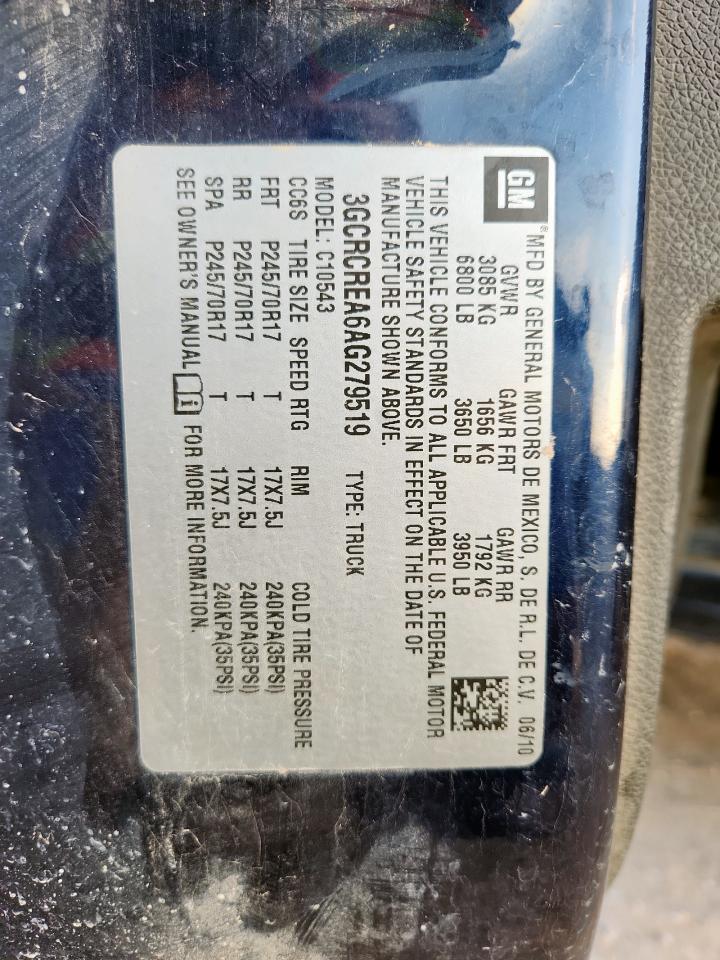 GM
® MFD BY GENERAL MOTORS DE MEXICO, S. DE R.L. DE C.V. 06/10
GVWR GAWR FRT GAWR RR
3085 KG 1656 KG 1792 KG
6800 LB 3650 LB 3950 LB
THIS VEHICLE CONFORMS TO ALL APPLICABLE U.S. FEDERAL MOTOR
VEHICLE SAFETY STANDARDS IN EFFECT ON THE DATE OF
MANUFACTURE SHOWN ABOVE.
3GCRCREA6AG279519 TYPE: TRUCK
MODEL: C10543
CC6S TIRE SIZE SPEED RTG RIM COLD TIRE PRESSURE
FRT P245/70R17 T 17X7.5J 240KPA(35PSI)
RR P245/70R17 T 17X7.5J 240KPA(35PSI)
SPA P245/70R17 T 17X7.5J 240KPA(35PSI)
SEE OWNER'S MANUAL i FOR MORE INFORMATION.